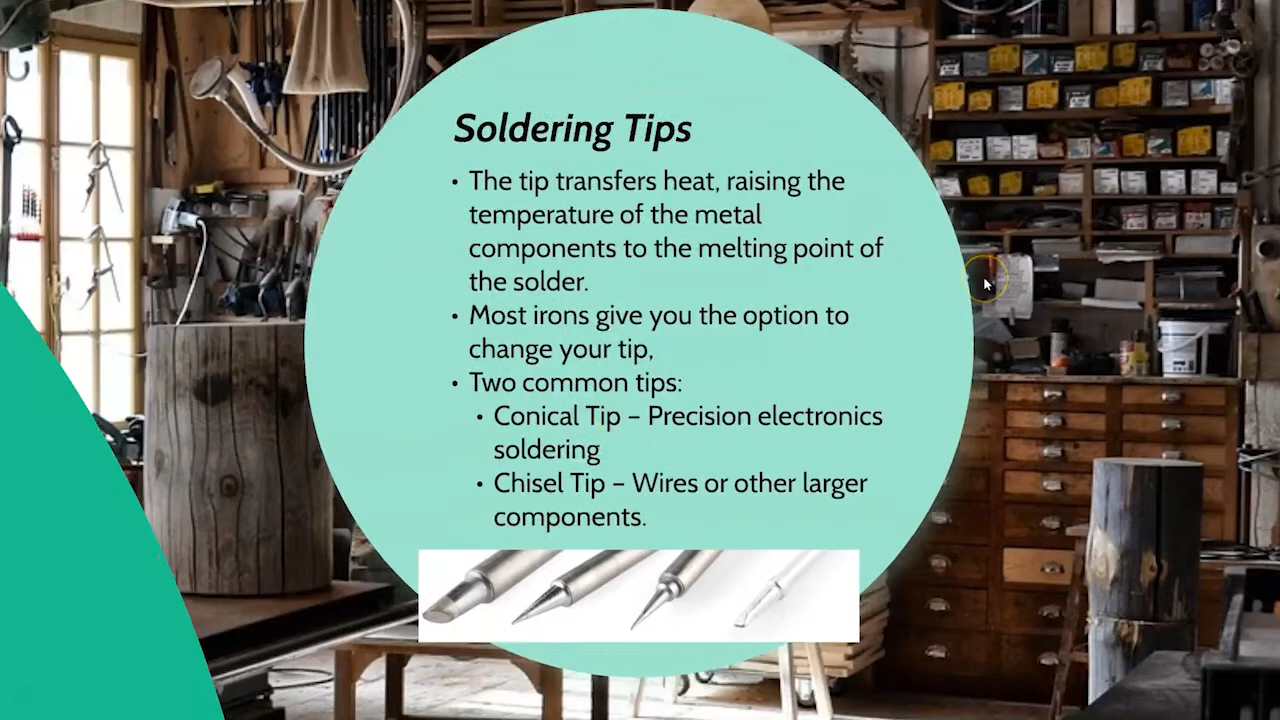 Soldering Tips
• The tip transfers heat, raising the
temperature of the metal
components to the melting point of
the solder.
• Most irons give you the option to
change your tip,
• Two common tips:
• Conical Tip – Precision electronics
soldering
• Chisel Tip – Wires or other larger
components.